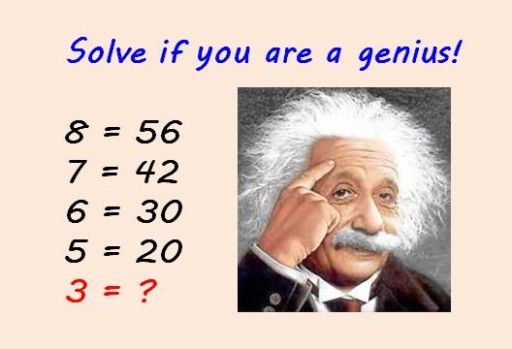 Solve if you are a genius!
8 = 56
7 = 42
6 = 30
5 = 20
3 = ?